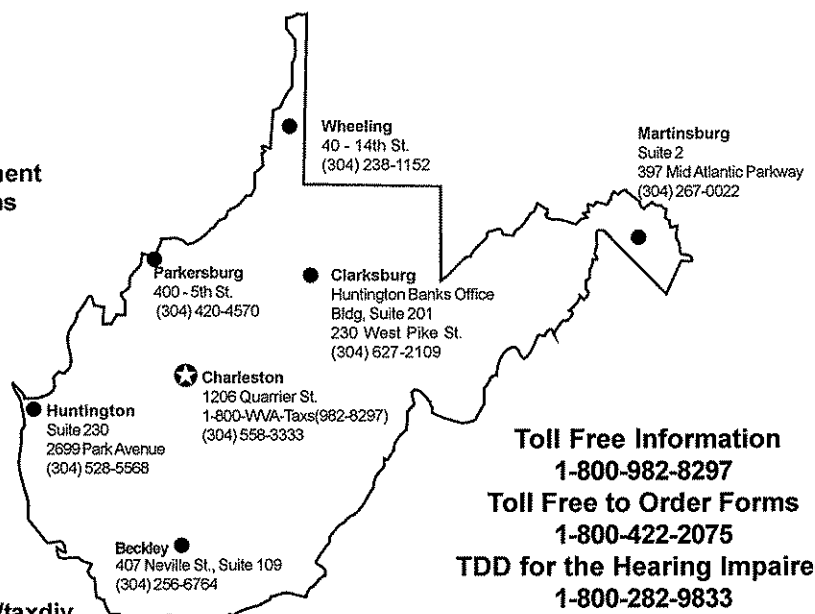 Wheeling
40 - 14th St.
(304) 238-1152
Martinsburg
Suite 2
397 Mid Atlantic Parkway
(304) 267-0022
Parkersburg
400 - 5th St.
(304) 420-4570
Clarksburg
Huntington Banks Office
Bldg, Suite 201
230 West Pike St.
(304) 627-2109
Charleston
1206 Quarrier St.
1-800-WVA-Taxs(982-8297)
(304) 558-3333
Huntington
Suite 230
2699 Park Avenue
(304) 528-5568
Beckley
407 Neville St., Suite 109
(304) 256-6764
Toll Free Information
1-800-982-8297
Toll Free to Order Forms
1-800-422-2075
TDD for the Hearing Impaire
1-800-282-9833
/taxdiv